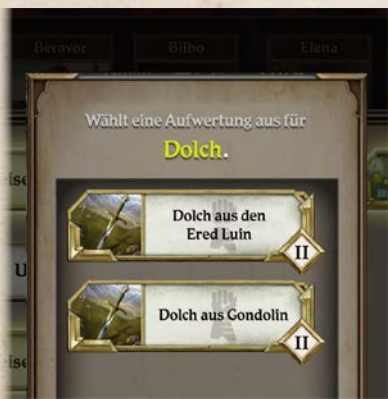 Beravor
Bilbo
Elena
Wählt eine Aufwertung aus für
Dolch.
Dolch aus den
Ered Luin
II
Dolch aus Gondolin
II